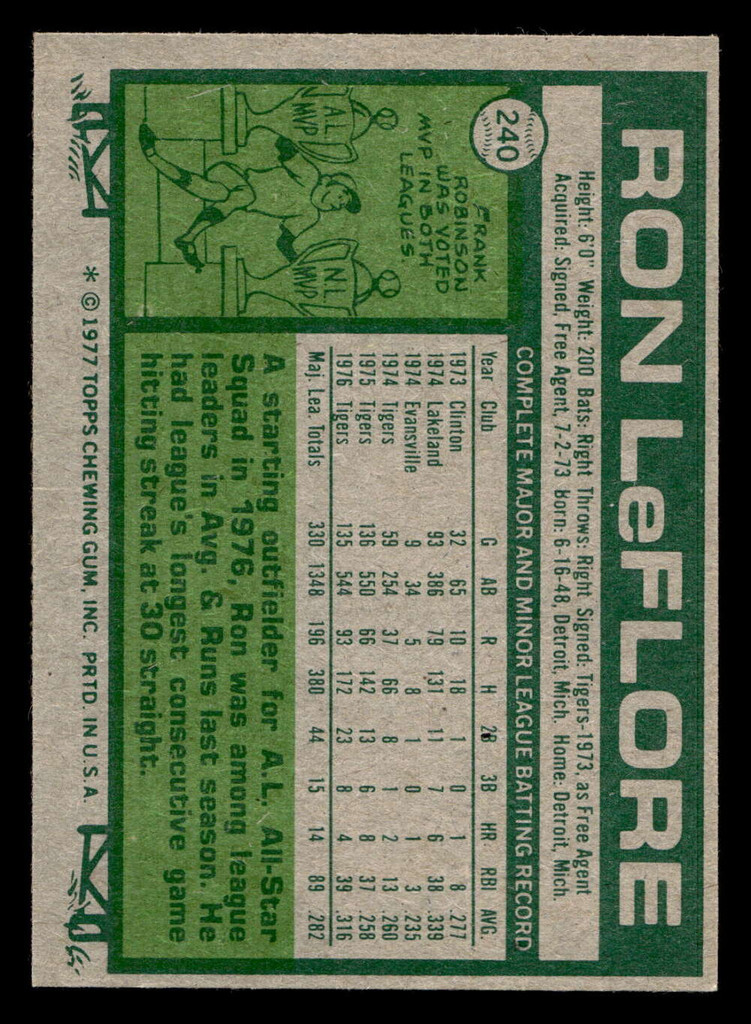 240
RON LeFLORE
Height: 6'0" Weight: 200 Bats: Right Throws: Right Signed: Tigers-1973, as Free Agent
Acquired: Signed, Free Agent, 7-2-73 Born: 6-16-48, Detroit, Mich. Home: Detroit, Mich.
COMPLETE MAJOR AND MINOR LEAGUE BATTING RECORD
Year Club G AB R H 2B 3B HR RBI AVG.
1973 Clinton 32 65 10 18 1 0 1 8 .277
1974 Lakeland 93 386 79 131 11 7 6 38 .339
1974 Evansville 9 34 5 8 1 0 1 3 .235
1974 Tigers 59 254 37 66 8 1 2 13 .260
1975 Tigers 136 550 66 142 13 6 8 37 .258
1976 Tigers 135 544 93 172 23 8 4 39 .316
Maj. Lea. Totals 330 1348 196 380 44 15 14 89 .282
FRANK
ROBINSON
WAS VOTED
MVP IN BOTH
LEAGUES.
A.L.
MVP
N.L.
MVP
A starting outfielder for A.L. All-Star
Squad in 1976, Ron was among league
leaders in Avg. & Runs last season. He
had league's longest consecutive game
hitting streak at 30 straight.
* © 1977 TOPPS CHEWING GUM, INC. PRTD. IN U.S.A.